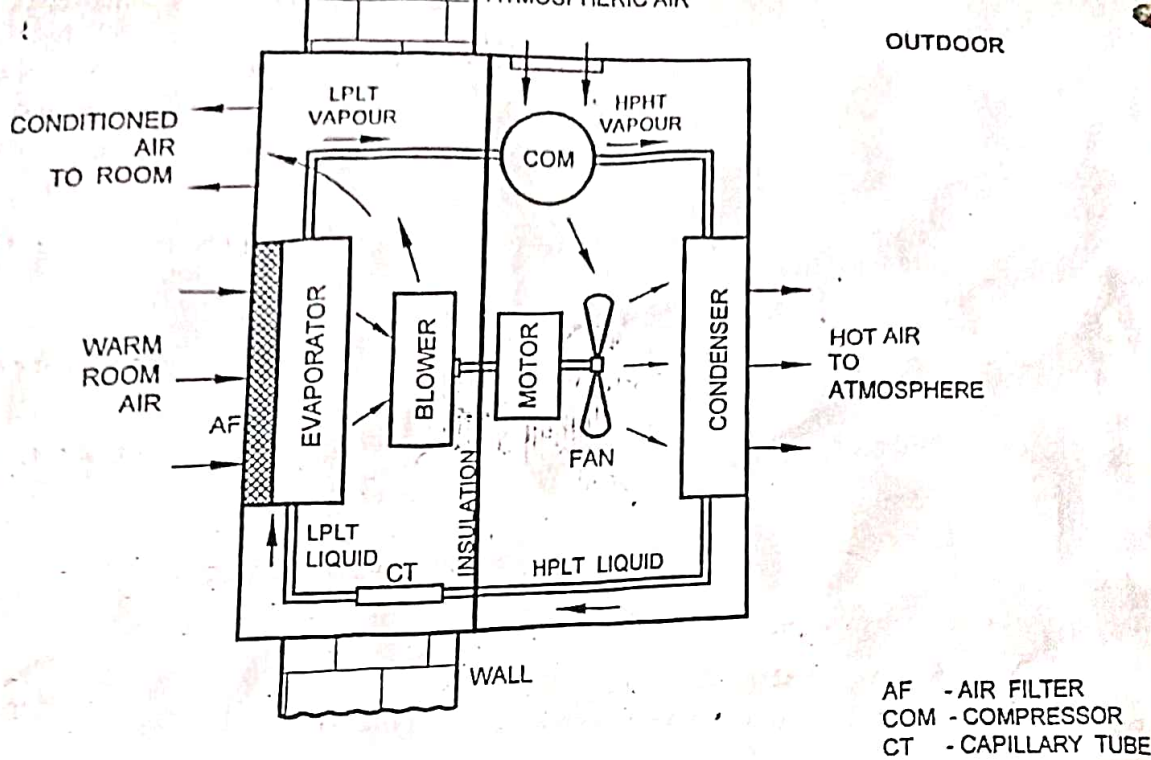 ATMOSPHERIC AIR
OUTDOOR
LPLT
VAPOUR
HPHT
VAPOUR
CONDITIONED
AIR
TO ROOM
COM
EVAPORATOR
BLOWER
MOTOR
CONDENSER
WARM
ROOM
AIR
AF
HOT AIR
TO
ATMOSPHERE
FAN
INSULATION
LPLT
LIQUID
CT
HPLT LIQUID
WALL
AF - AIR FILTER
COM - COMPRESSOR
CT - CAPILLARY TUBE